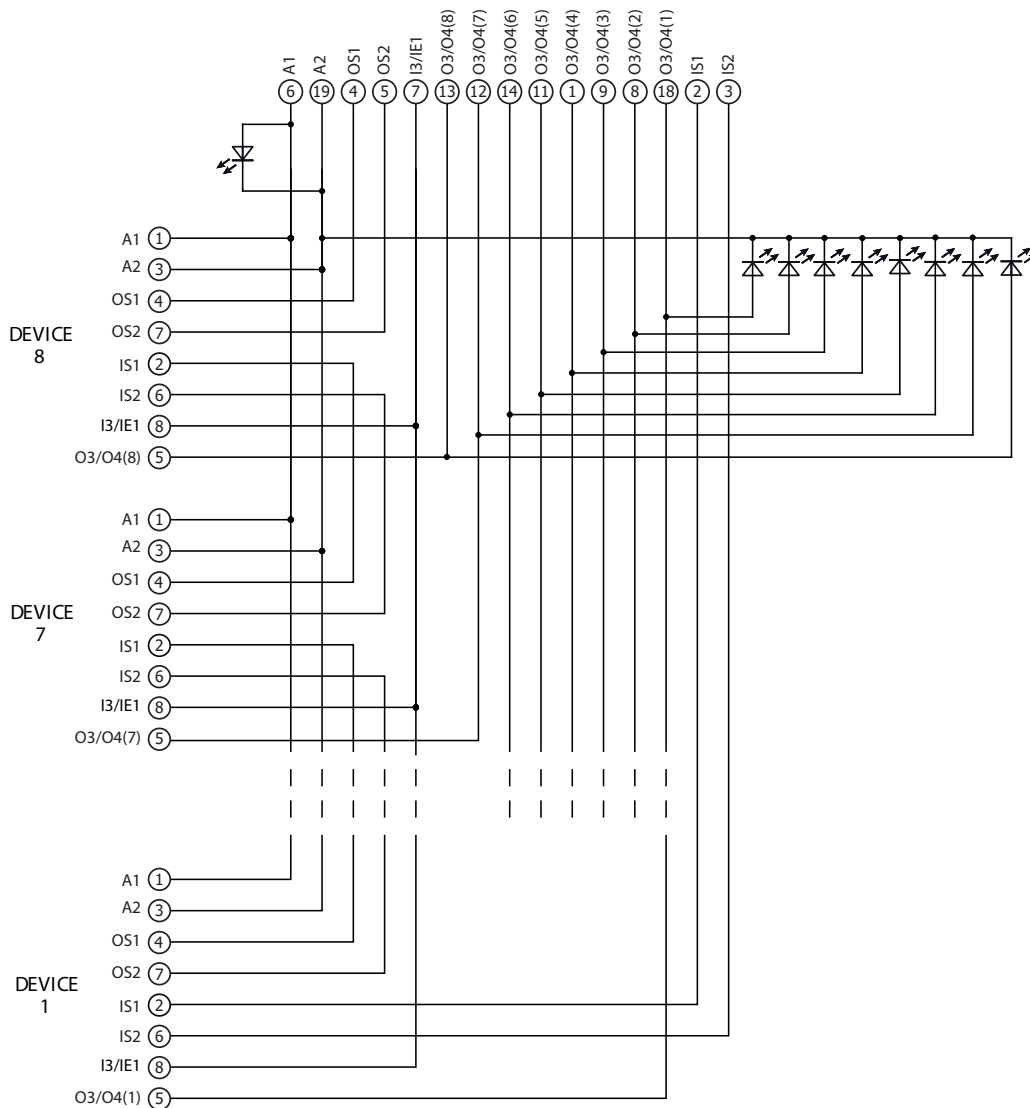 A1 A2 OS1 OS2 I3/IE1 O3/O4(8) O3/O4(7) O3/O4(6) O3/O4(5) O3/O4(4) O3/O4(3) O3/O4(2) O3/O4(1) IS1 IS2
6 19 4 5 7 13 12 14 11 1 9 8 18 2 3
DEVICE
8
A1 1
A2 3
OS1 4
OS2 7
IS1 2
IS2 6
I3/IE1 8
O3/O4(8) 5
DEVICE
7
A1 1
A2 3
OS1 4
OS2 7
IS1 2
IS2 6
I3/IE1 8
O3/O4(7) 5
DEVICE
1
A1 1
A2 3
OS1 4
OS2 7
IS1 2
IS2 6
I3/IE1 8
O3/O4(1) 5